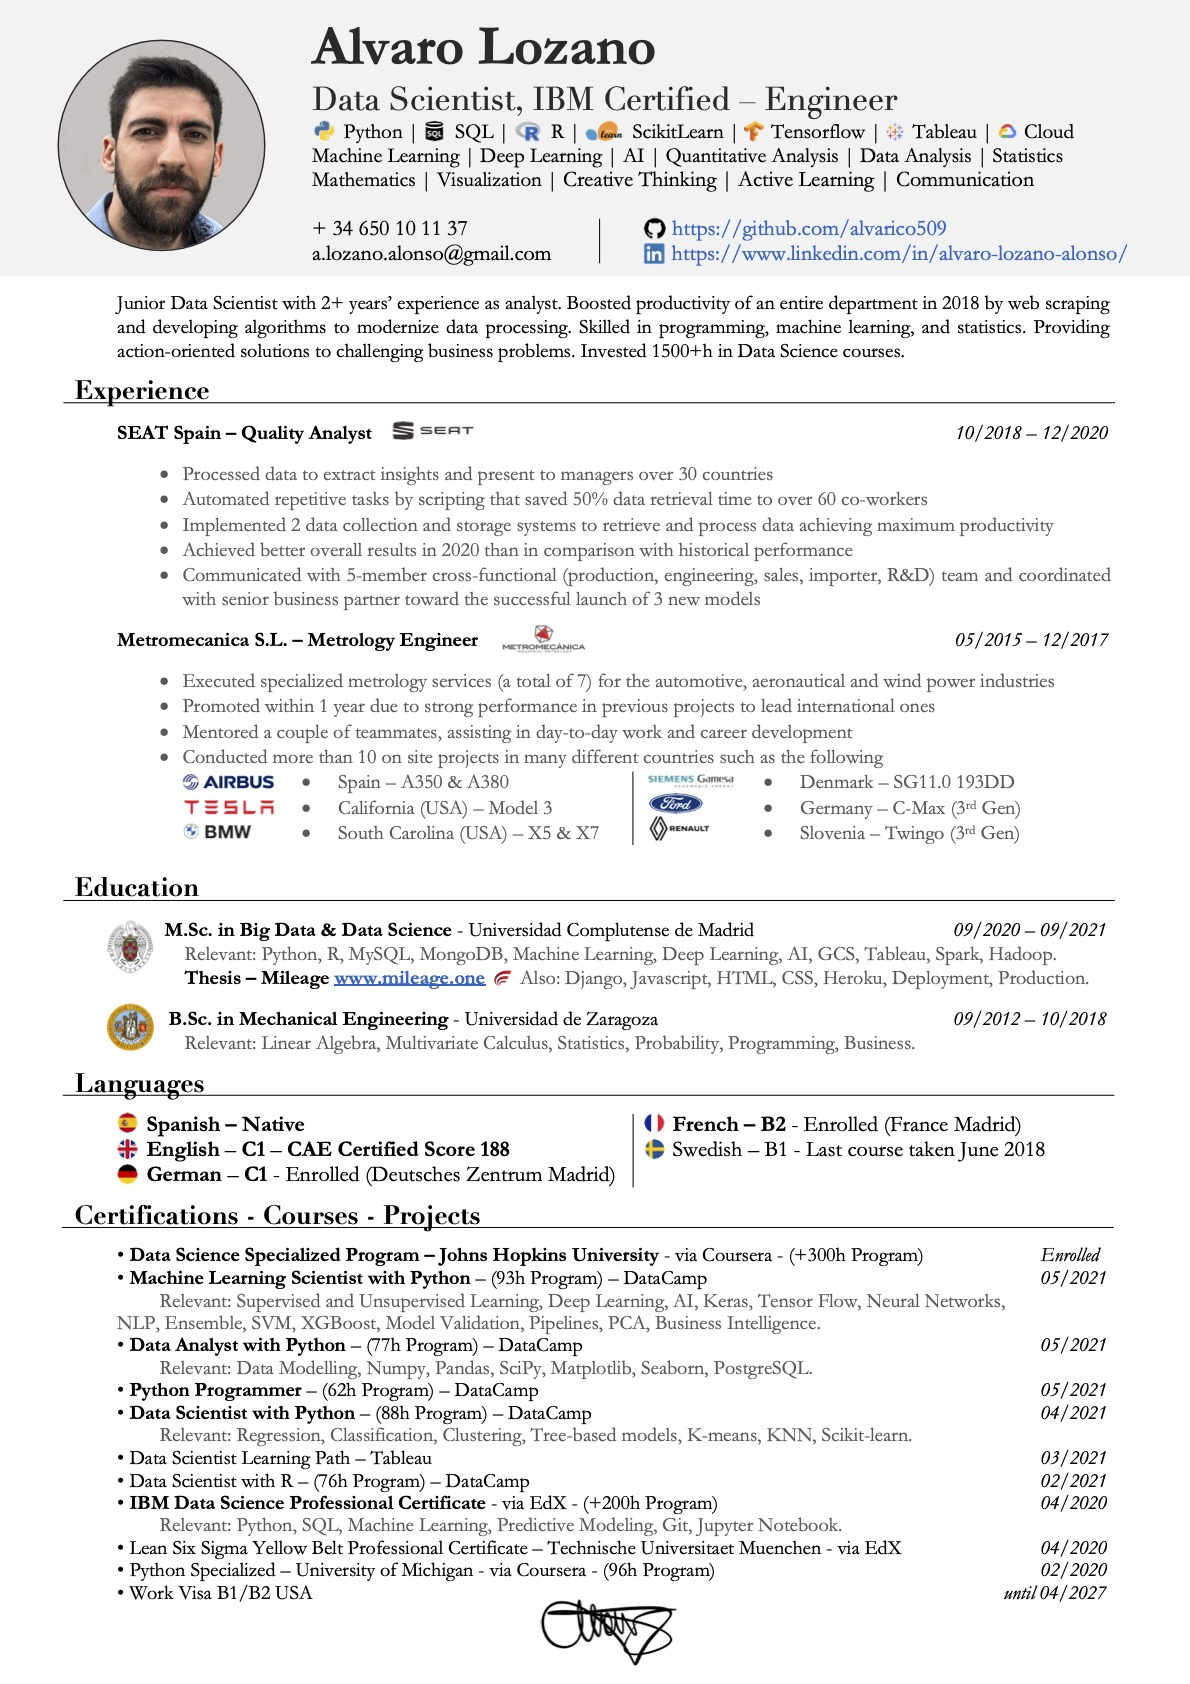 Alvaro Lozano
Data Scientist, IBM Certified – Engineer
Python | SQL | R | learn ScikitLearn | Tensorflow | Tableau | Cloud
Machine Learning | Deep Learning | AI | Quantitative Analysis | Data Analysis | Statistics
Mathematics | Visualization | Creative Thinking | Active Learning | Communication
+ 34 650 10 11 37
a.lozano.alonso@gmail.com
https://github.com/alvarico509
https://www.linkedin.com/in/alvaro-lozano-alonso/
Junior Data Scientist with 2+ years’ experience as analyst. Boosted productivity of an entire department in 2018 by web scraping
and developing algorithms to modernize data processing. Skilled in programming, machine learning, and statistics. Providing
action-oriented solutions to challenging business problems. Invested 1500+h in Data Science courses.
Experience
SEAT Spain – Quality Analyst SEAT 10/2018 – 12/2020
• Processed data to extract insights and present to managers over 30 countries
• Automated repetitive tasks by scripting that saved 50% data retrieval time to over 60 co-workers
• Implemented 2 data collection and storage systems to retrieve and process data achieving maximum productivity
• Achieved better overall results in 2020 than in comparison with historical performance
• Communicated with 5-member cross-functional (production, engineering, sales, importer, R&D) team and coordinated
with senior business partner toward the successful launch of 3 new models
Metromecanica S.L. – Metrology Engineer METROMECÁNICA INDUSTRIAL METROLOGY 05/2015 – 12/2017
• Executed specialized metrology services (a total of 7) for the automotive, aeronautical and wind power industries
• Promoted within 1 year due to strong performance in previous projects to lead international ones
• Mentored a couple of teammates, assisting in day-to-day work and career development
• Conducted more than 10 on site projects in many different countries such as the following
AIRBUS • Spain – A350 & A380
TESLA • California (USA) – Model 3
BMW • South Carolina (USA) – X5 & X7
SIEMENS Gamesa RENEWABLE ENERGY • Denmark – SG11.0 193DD
Ford • Germany – C-Max (3rd Gen)
RENAULT • Slovenia – Twingo (3rd Gen)
Education
M.Sc. in Big Data & Data Science - Universidad Complutense de Madrid 09/2020 – 09/2021
Relevant: Python, R, MySQL, MongoDB, Machine Learning, Deep Learning, AI, GCS, Tableau, Spark, Hadoop.
Thesis – Mileage www.mileage.one Also: Django, Javascript, HTML, CSS, Heroku, Deployment, Production.
B.Sc. in Mechanical Engineering - Universidad de Zaragoza 09/2012 – 10/2018
Relevant: Linear Algebra, Multivariate Calculus, Statistics, Probability, Programming, Business.
Languages
Spanish – Native
English – C1 – CAE Certified Score 188
German – C1 - Enrolled (Deutsches Zentrum Madrid)
French – B2 - Enrolled (France Madrid)
Swedish – B1 - Last course taken June 2018
Certifications - Courses - Projects
• Data Science Specialized Program – Johns Hopkins University - via Coursera - (+300h Program) Enrolled
• Machine Learning Scientist with Python – (93h Program) – DataCamp 05/2021
Relevant: Supervised and Unsupervised Learning, Deep Learning, AI, Keras, Tensor Flow, Neural Networks,
NLP, Ensemble, SVM, XGBoost, Model Validation, Pipelines, PCA, Business Intelligence.
• Data Analyst with Python – (77h Program) – DataCamp 05/2021
Relevant: Data Modelling, Numpy, Pandas, SciPy, Matplotlib, Seaborn, PostgreSQL.
• Python Programmer – (62h Program) – DataCamp 05/2021
• Data Scientist with Python – (88h Program) – DataCamp 04/2021
Relevant: Regression, Classification, Clustering, Tree-based models, K-means, KNN, Scikit-learn.
• Data Scientist Learning Path – Tableau 03/2021
• Data Scientist with R – (76h Program) – DataCamp 02/2021
• IBM Data Science Professional Certificate - via EdX - (+200h Program) 04/2020
Relevant: Python, SQL, Machine Learning, Predictive Modeling, Git, Jupyter Notebook.
• Lean Six Sigma Yellow Belt Professional Certificate – Technische Universitaet Muenchen - via EdX 04/2020
• Python Specialized – University of Michigan - via Coursera - (96h Program) 02/2020
• Work Visa B1/B2 USA until 04/2027